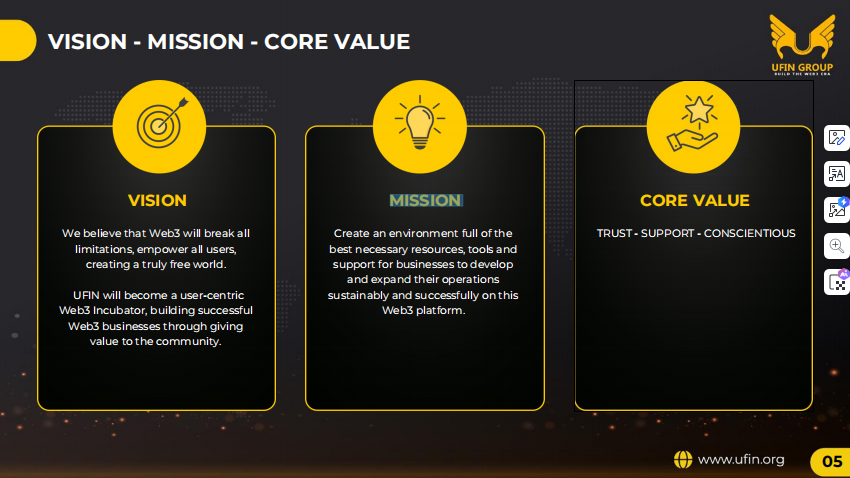 VISION - MISSION - CORE VALUE
UFIN GROUP
BUILD THE WEB3 ERA
VISION
We believe that Web3 will break all
limitations, empower all users,
creating a truly free world.
UFIN will become a user-centric
Web3 Incubator, building successful
Web3 businesses through giving
value to the community.
MISSION
Create an environment full of the
best necessary resources, tools and
support for businesses to develop
and expand their operations
sustainably and successfully on this
Web3 platform.
CORE VALUE
TRUST - SUPPORT - CONSCIENTIOUS
www.ufin.org
05